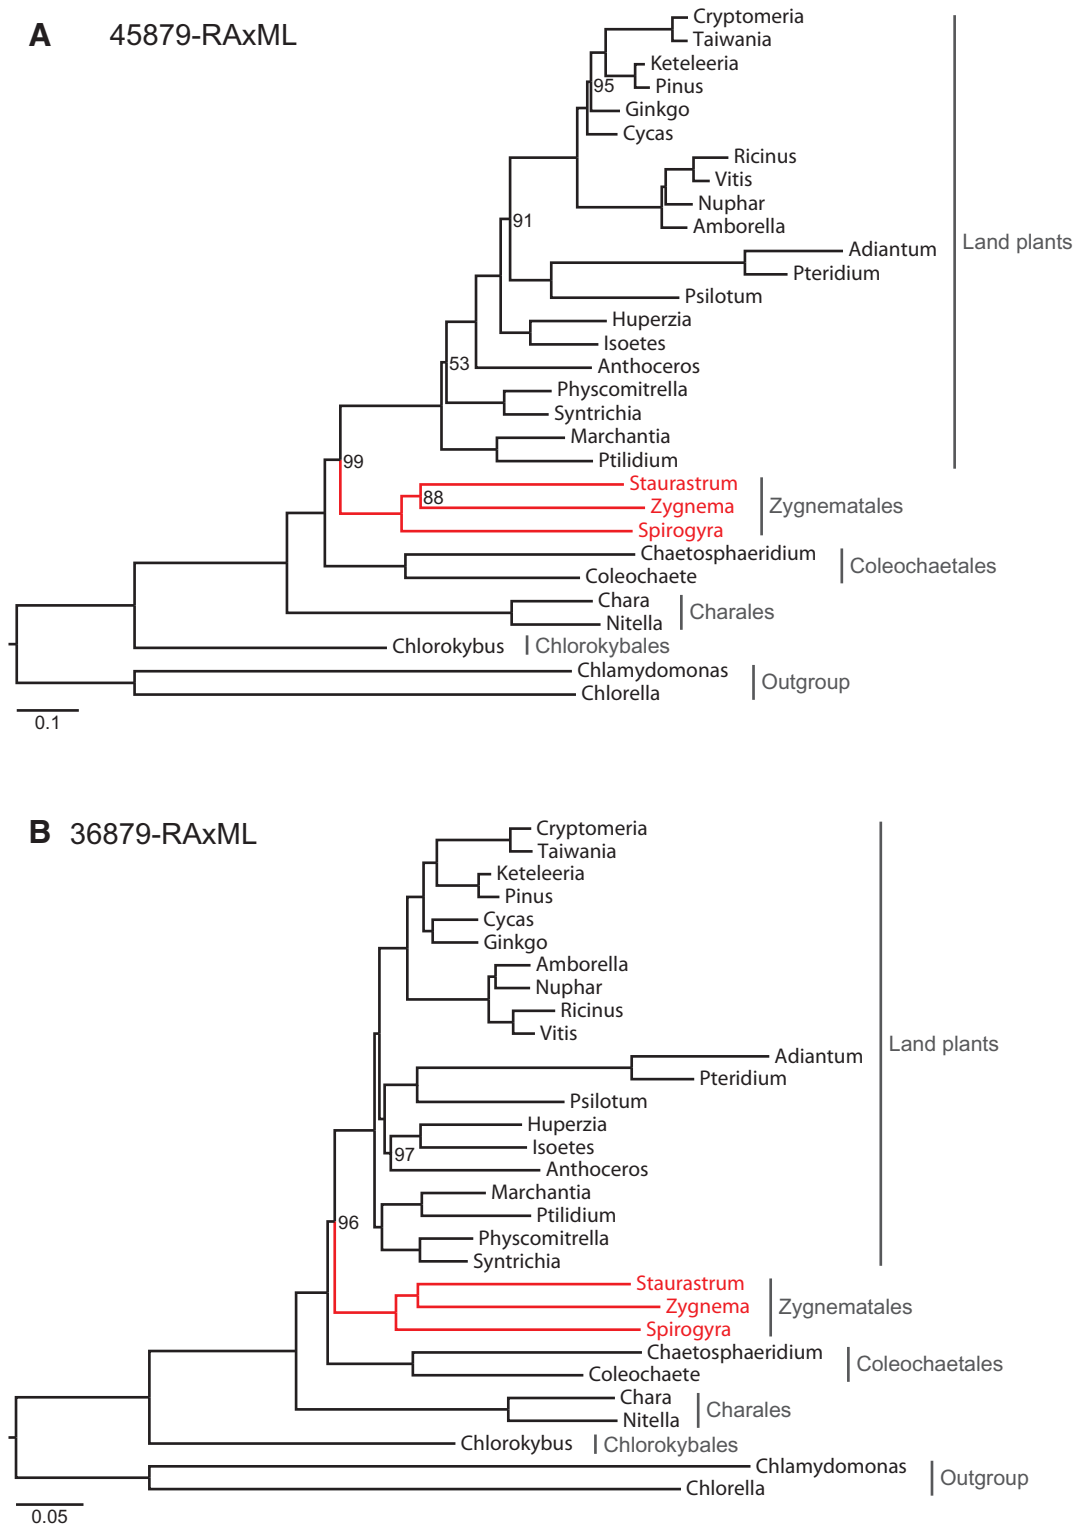 A 45879-RAxML
Cryptomeria
Taiwania
Keteleeria
95
Pinus
Ginkgo
Cycas
Ricinus
Vitis
Nuphar
91
Amborella
Land plants
Adiantum
Pteridium
Psilotum
Huperzia
Isoetes
53
Anthoceros
Physcomitrella
Syntrichia
Marchantia
99
Ptilidium
Staurastrum
88
Zygnema
Zygnematales
Spirogyra
Chaetosphaeridium
Coleochaetales
Coleochaete
Chara
Charales
Nitella
Chlorokybus
Chlorokybales
Chlamydomonas
Outgroup
Chlorella
0.1
B 36879-RAxML
Cryptomeria
Taiwania
Keteleeria
Pinus
Cycas
Ginkgo
Amborella
Nuphar
Ricinus
Vitis
Land plants
Adiantum
Pteridium
Psilotum
Huperzia
Isoetes
97
Anthoceros
Marchantia
Ptilidium
96
Physcomitrella
Syntrichia
Staurastrum
Zygnema
Zygnematales
Spirogyra
Chaetosphaeridium
Coleochaetales
Coleochaete
Chara
Charales
Nitella
Chlorokybus
Chlorokybales
Chlamydomonas
Outgroup
Chlorella
0.05